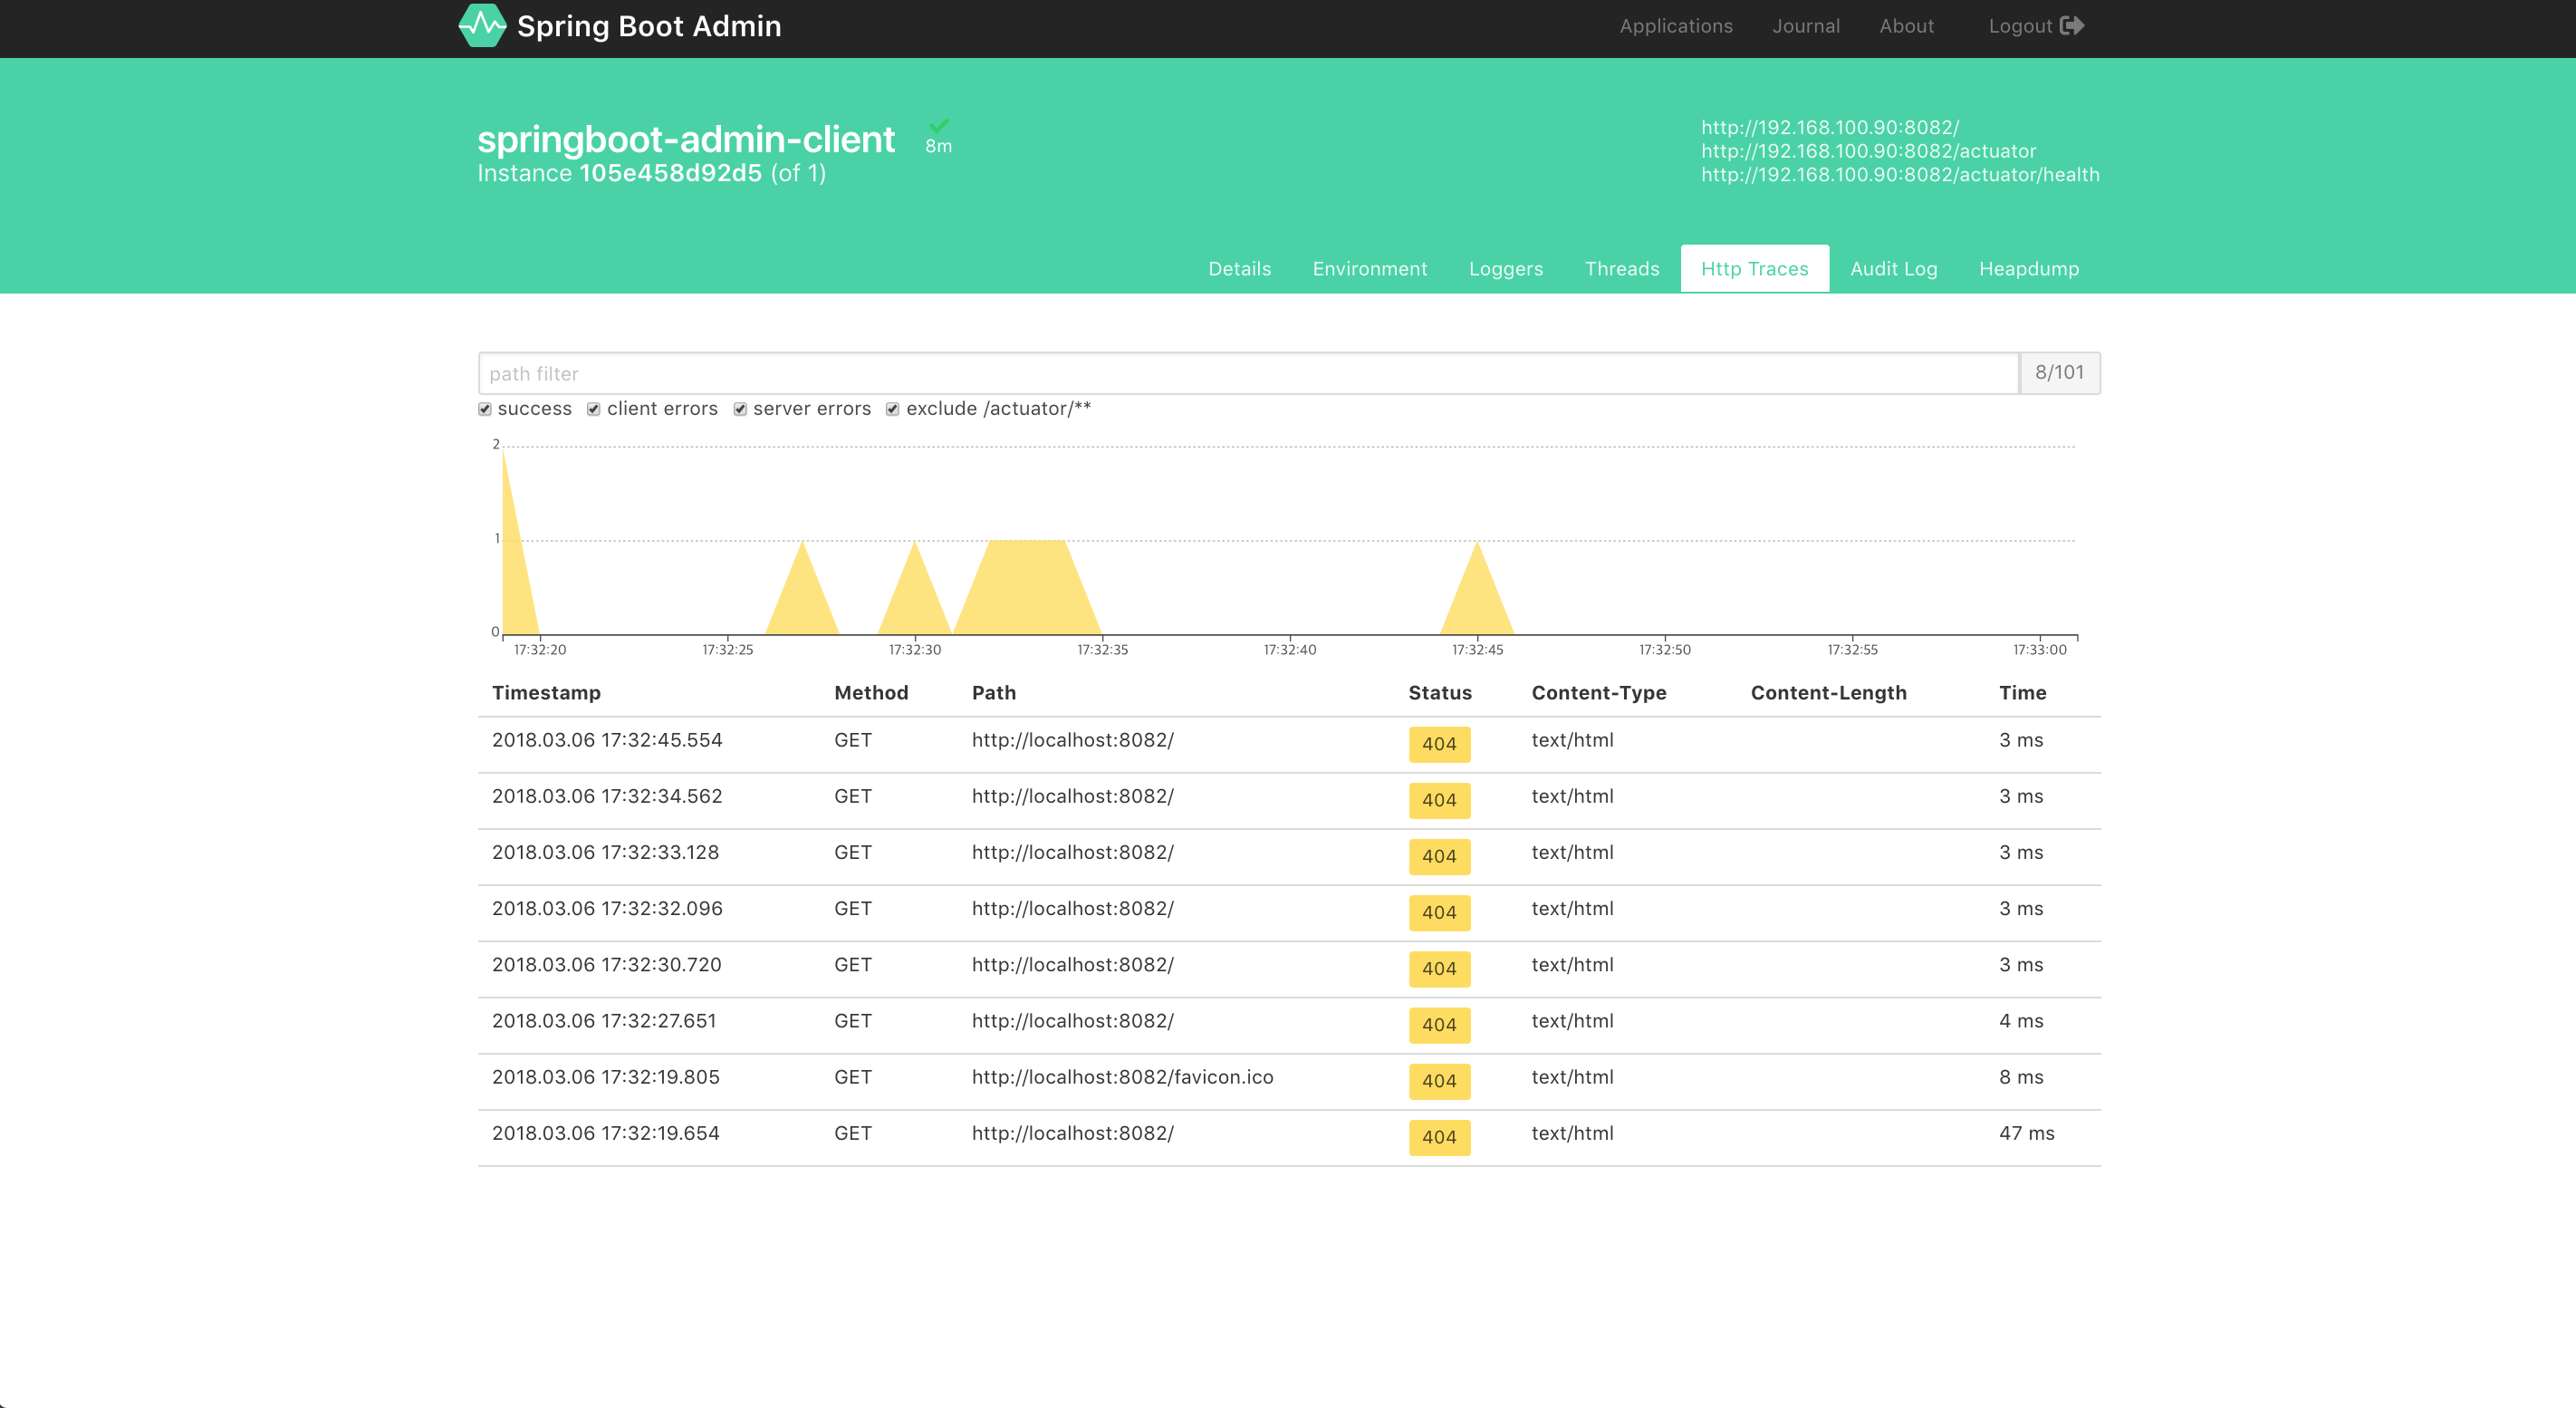 Spring Boot Admin
Applications Journal About Logout
springboot-admin-client
8m
Instance 105e458d92d5 (of 1)
http://192.168.100.90:8082/
http://192.168.100.90:8082/actuator
http://192.168.100.90:8082/actuator/health
Details Environment Loggers Threads Http Traces Audit Log Heapdump
path filter 8/101
success client errors server errors exclude /actuator/**
2
1
0
17:32:20 17:32:25 17:32:30 17:32:35 17:32:40 17:32:45 17:32:50 17:32:55 17:33:00
Timestamp Method Path Status Content-Type Content-Length Time
2018.03.06 17:32:45.554 GET http://localhost:8082/ 404 text/html 3 ms
2018.03.06 17:32:34.562 GET http://localhost:8082/ 404 text/html 3 ms
2018.03.06 17:32:33.128 GET http://localhost:8082/ 404 text/html 3 ms
2018.03.06 17:32:32.096 GET http://localhost:8082/ 404 text/html 3 ms
2018.03.06 17:32:30.720 GET http://localhost:8082/ 404 text/html 3 ms
2018.03.06 17:32:27.651 GET http://localhost:8082/ 404 text/html 4 ms
2018.03.06 17:32:19.805 GET http://localhost:8082/favicon.ico 404 text/html 8 ms
2018.03.06 17:32:19.654 GET http://localhost:8082/ 404 text/html 47 ms